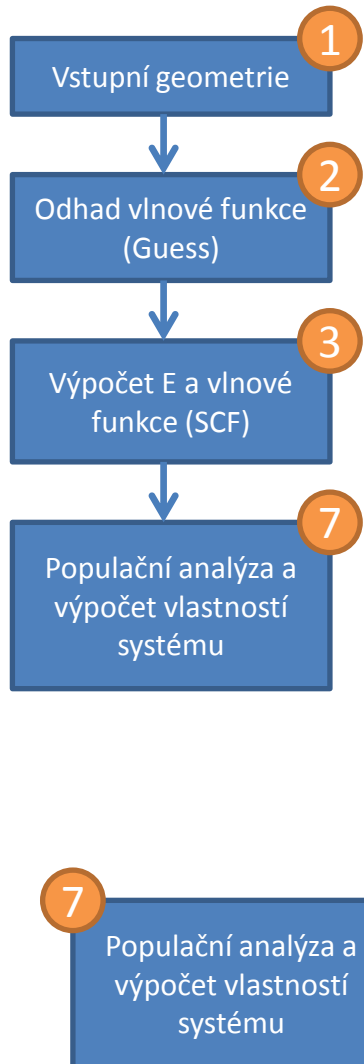 1
Vstupní geometrie
2
Odhad vlnové funkce
(Guess)
3
Výpočet E a vlnové
funkce (SCF)
7
Populační analýza a
výpočet vlastností
systému
7
Populační analýza a
výpočet vlastností
systému